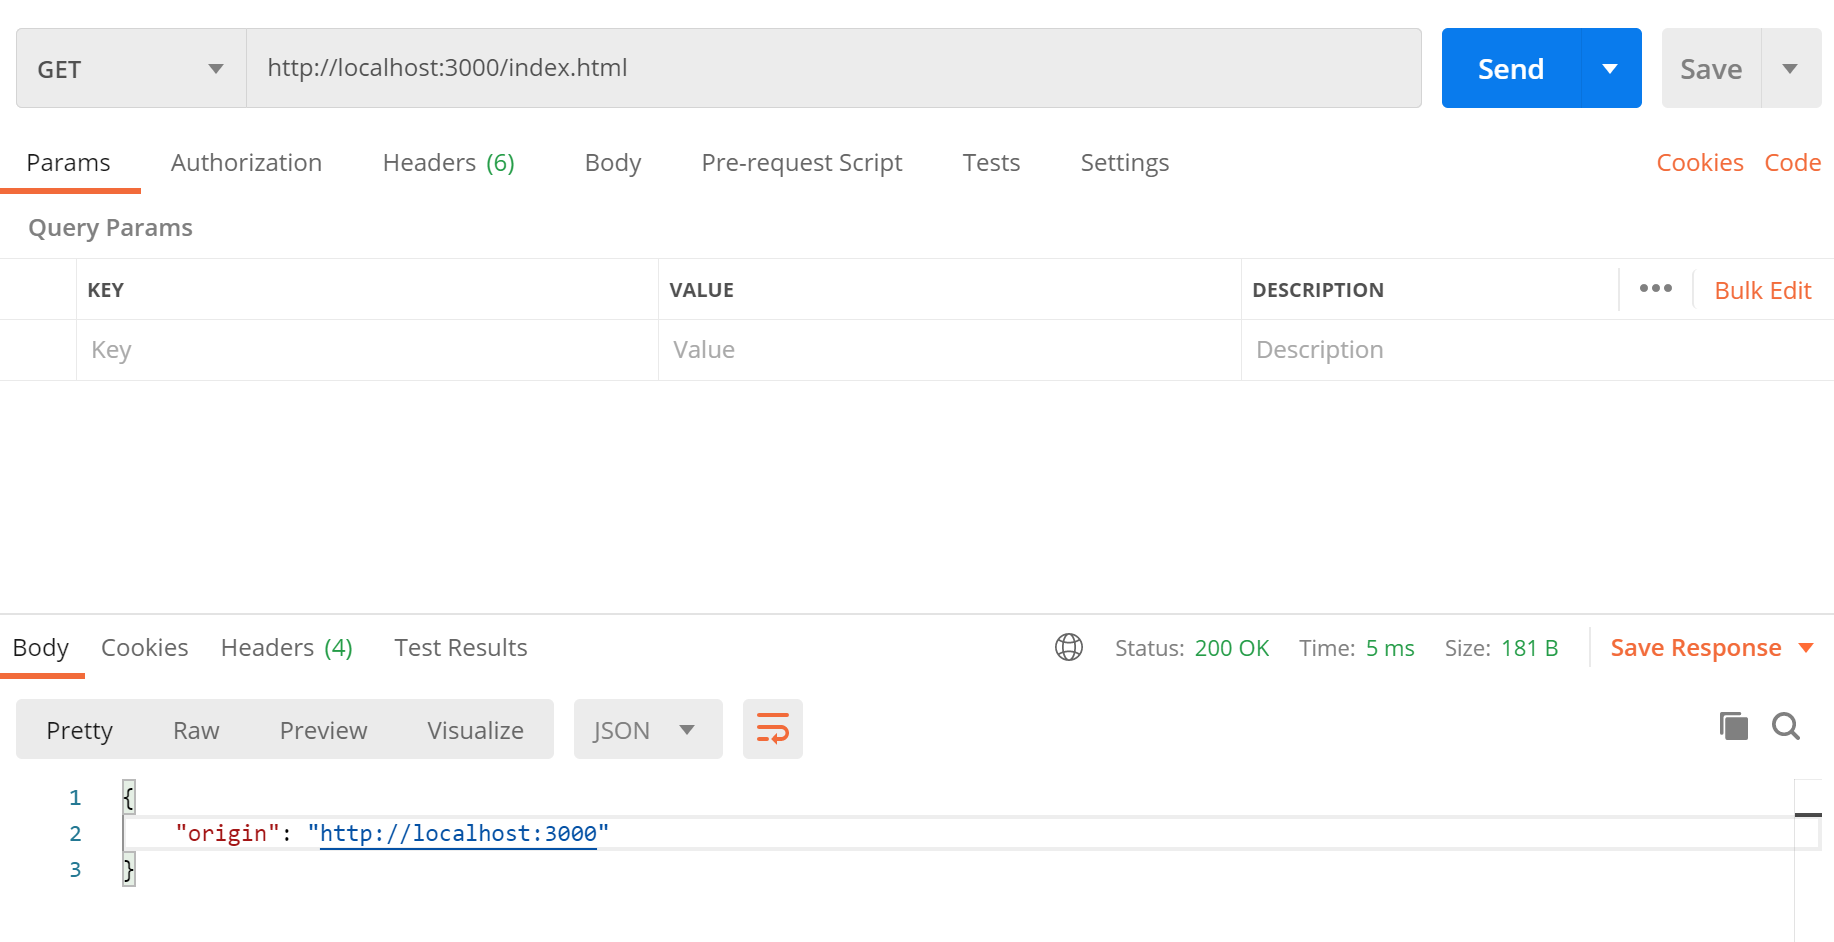 GET http://localhost:3000/index.html Send Save
Params Authorization Headers (6) Body Pre-request Script Tests Settings Cookies Code
Query Params
KEY VALUE DESCRIPTION ••• Bulk Edit
Key Value Description
Body Cookies Headers (4) Test Results Status: 200 OK Time: 5 ms Size: 181 B Save Response
Pretty Raw Preview Visualize JSON
1 {
2 "origin": "http://localhost:3000"
3 }